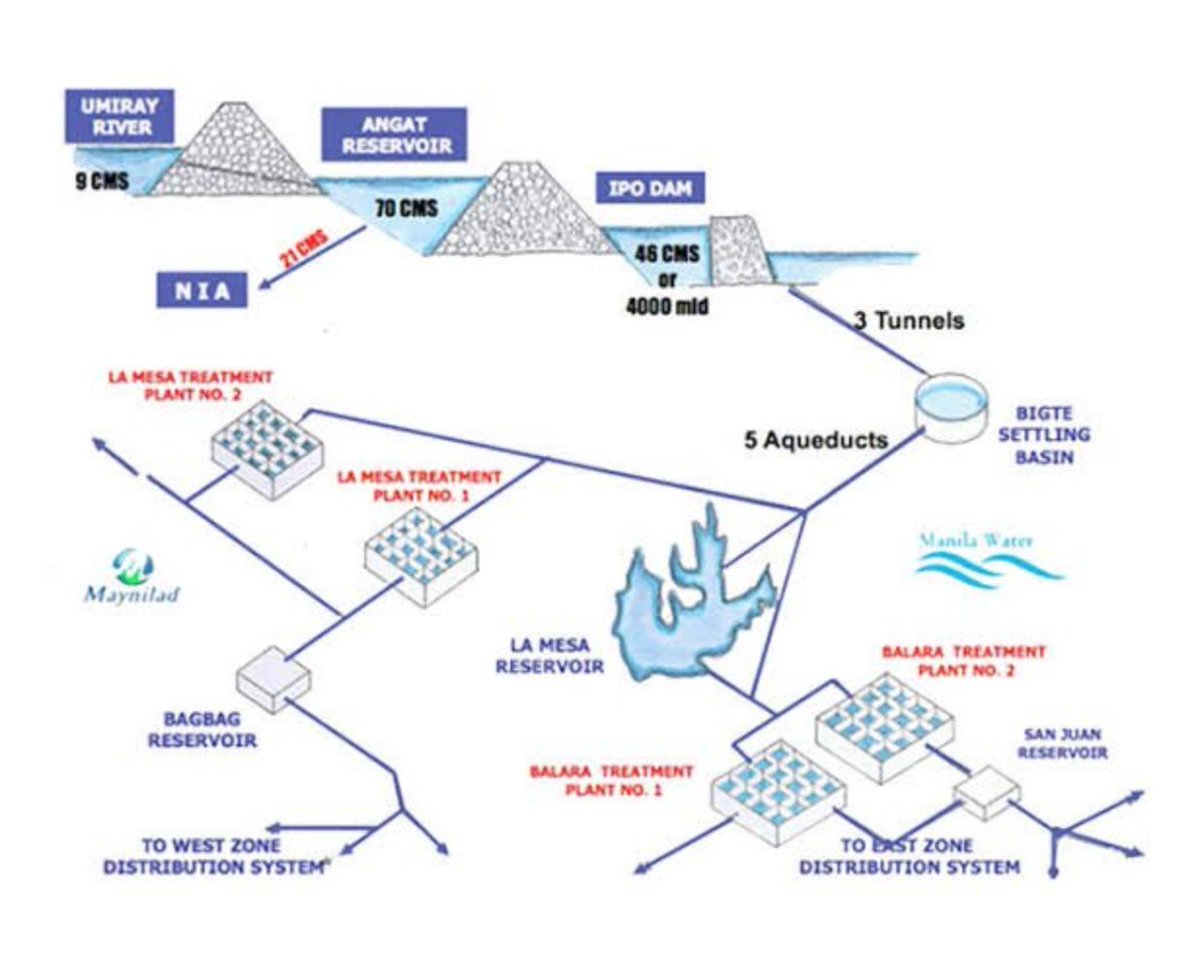 UMIRAY
RIVER
9 CMS
ANGAT
RESERVOIR
70 CMS
21 CMS
NIA
IPO DAM
46 CMS
or
4000 mld
3 Tunnels
BIGTE
SETTLING
BASIN
5 Aqueducts
LA MESA TREATMENT
PLANT NO. 2
LA MESA TREATMENT
PLANT NO. 1
Maynilad
Manila Water
LA MESA
RESERVOIR
BALARA TREATMENT
PLANT NO. 2
BAGBAG
RESERVOIR
SAN JUAN
RESERVOIR
BALARA TREATMENT
PLANT NO. 1
TO WEST ZONE
DISTRIBUTION SYSTEM
TO EAST ZONE
DISTRIBUTION SYSTEM